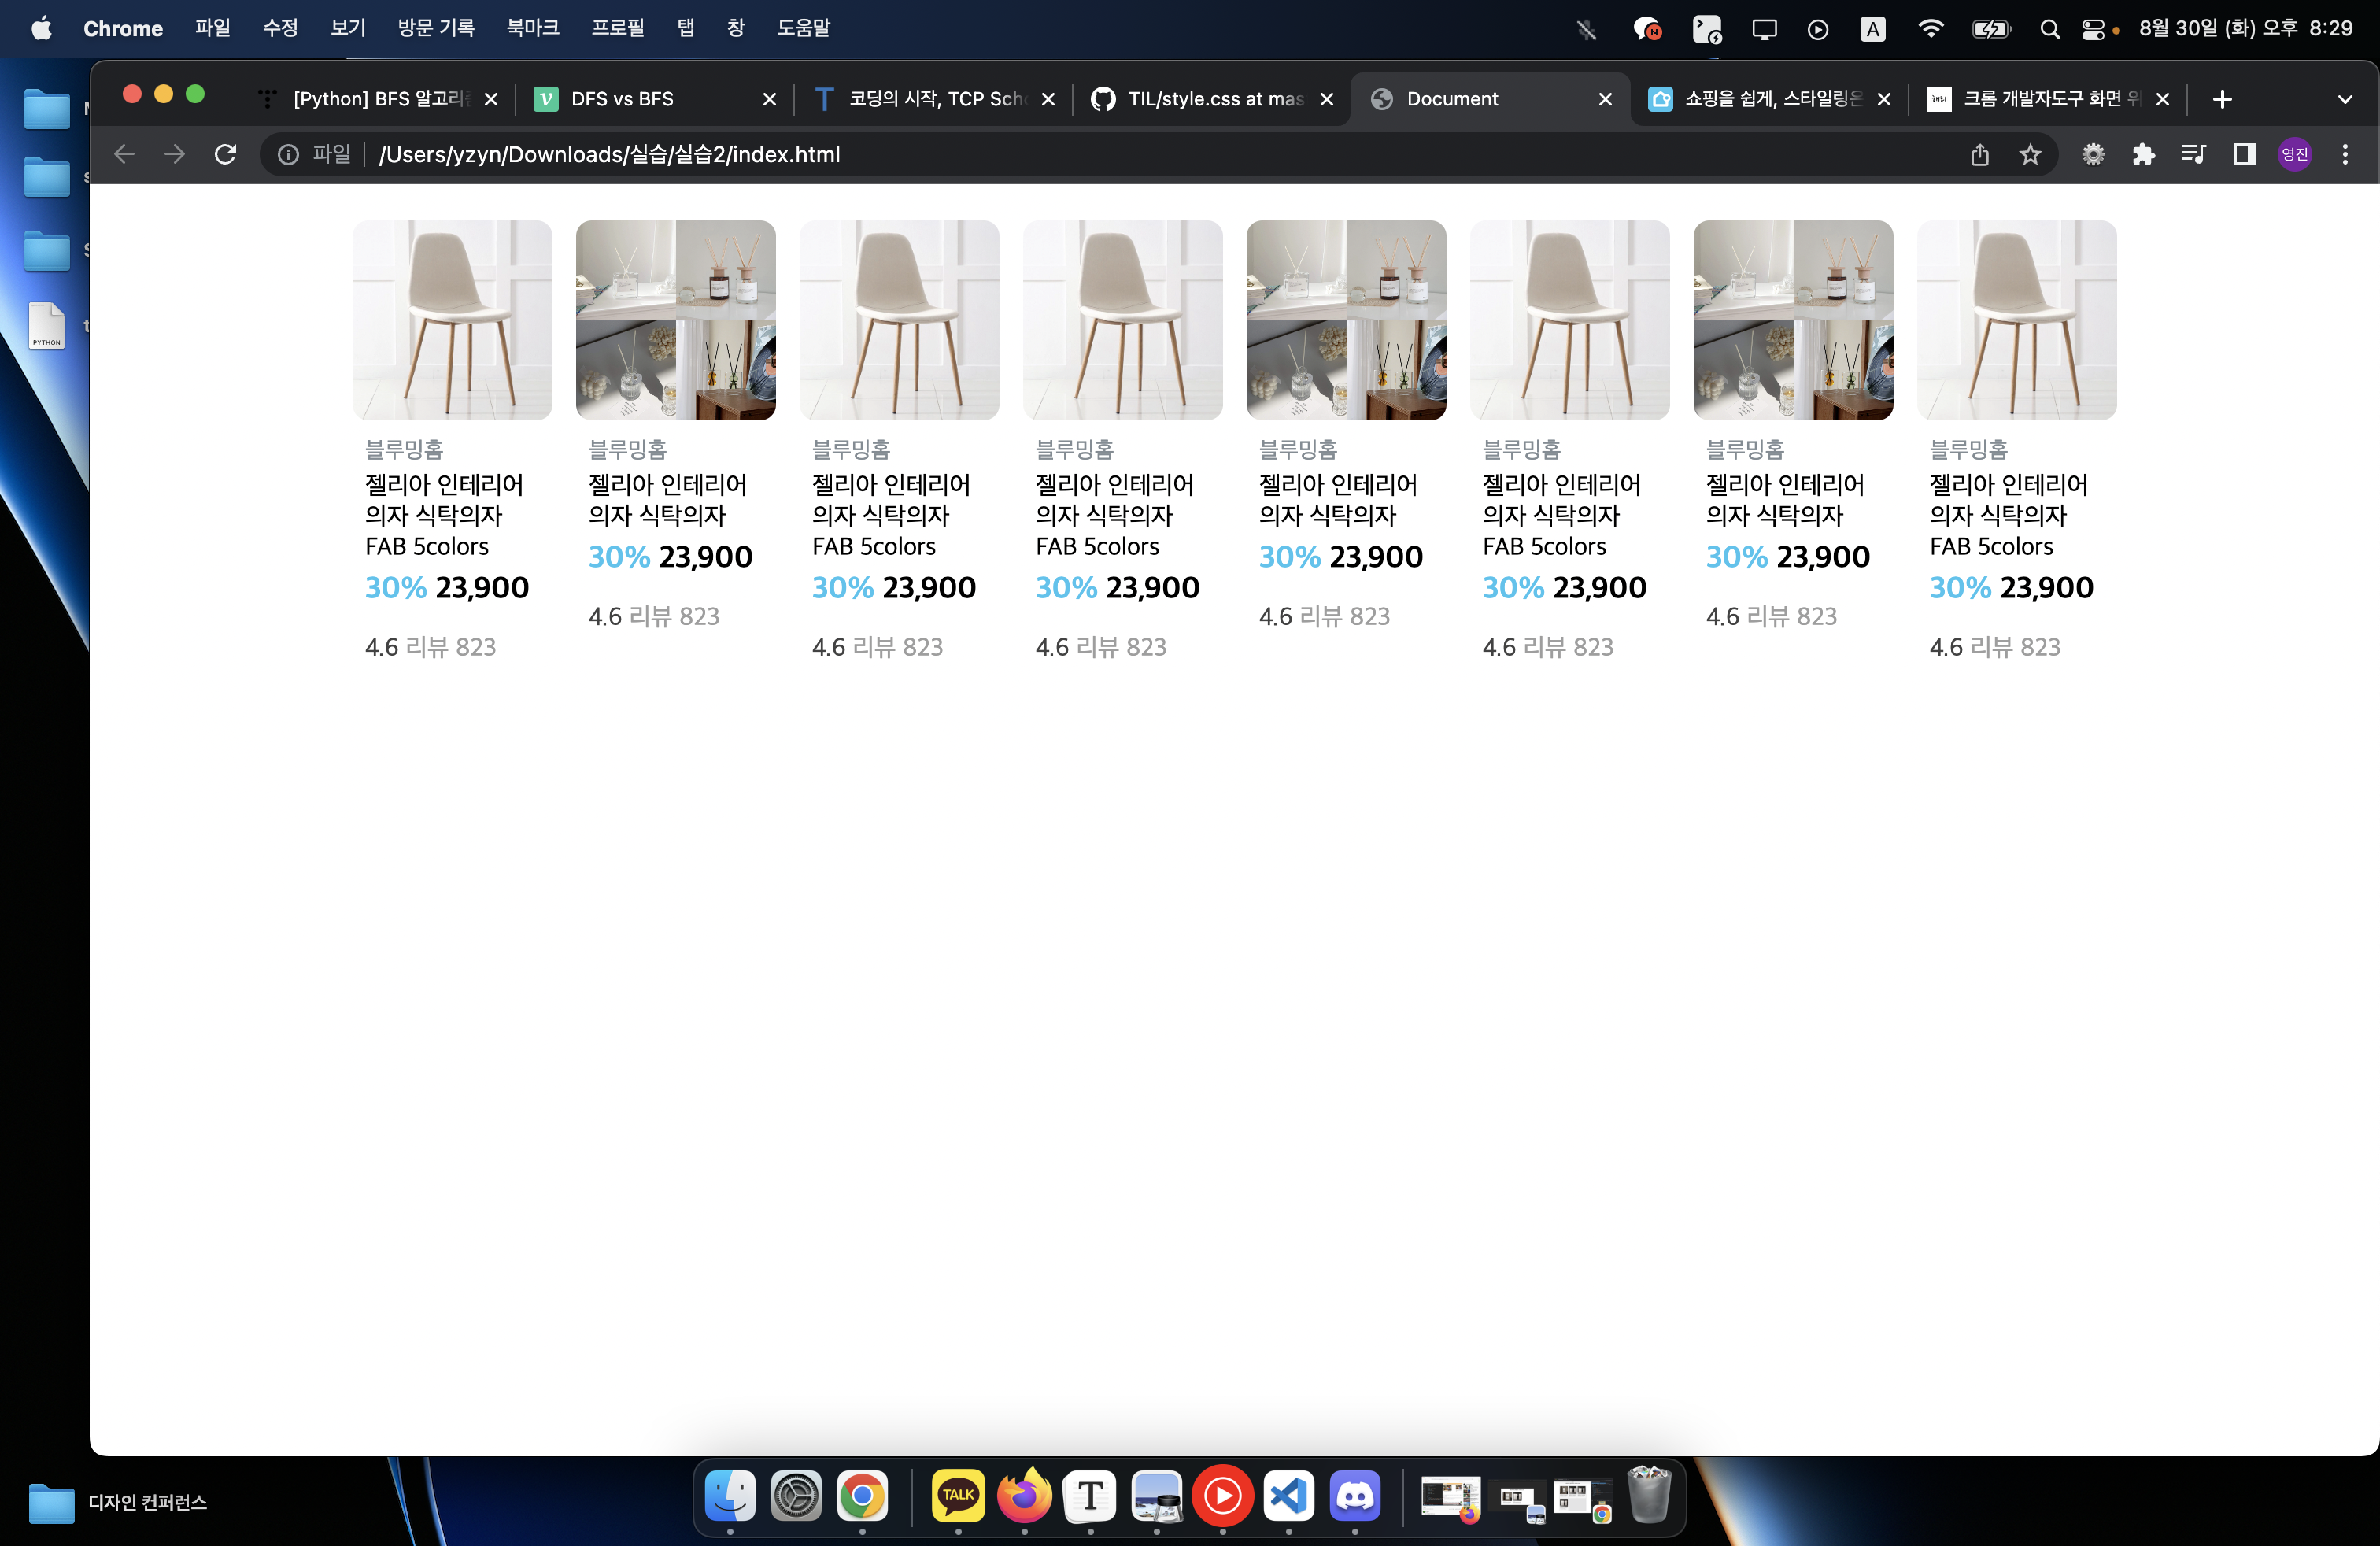 Chrome 파일 수정 보기 방문 기록 북마크 프로필 탭 창 도움말
A 8월 30일 (화) 오후 8:29
[Python] BFS 알고리
DFS vs BFS
코딩의 시작, TCP Sch
TIL/style.css at mas
Document
쇼핑을 쉽게, 스타일링은
크롬 개발자도구 화면 위
파일 /Users/yzyn/Downloads/실습/실습2/index.html
영진
PYTHON
블루밍홈
젤리아 인테리어
의자 식탁의자
FAB 5colors
30% 23,900
4.6 리뷰 823
블루밍홈
젤리아 인테리어
의자 식탁의자
30% 23,900
4.6 리뷰 823
블루밍홈
젤리아 인테리어
의자 식탁의자
FAB 5colors
30% 23,900
4.6 리뷰 823
블루밍홈
젤리아 인테리어
의자 식탁의자
FAB 5colors
30% 23,900
4.6 리뷰 823
블루밍홈
젤리아 인테리어
의자 식탁의자
30% 23,900
4.6 리뷰 823
블루밍홈
젤리아 인테리어
의자 식탁의자
FAB 5colors
30% 23,900
4.6 리뷰 823
블루밍홈
젤리아 인테리어
의자 식탁의자
30% 23,900
4.6 리뷰 823
블루밍홈
젤리아 인테리어
의자 식탁의자
FAB 5colors
30% 23,900
4.6 리뷰 823
디자인 컨퍼런스
TALK
T